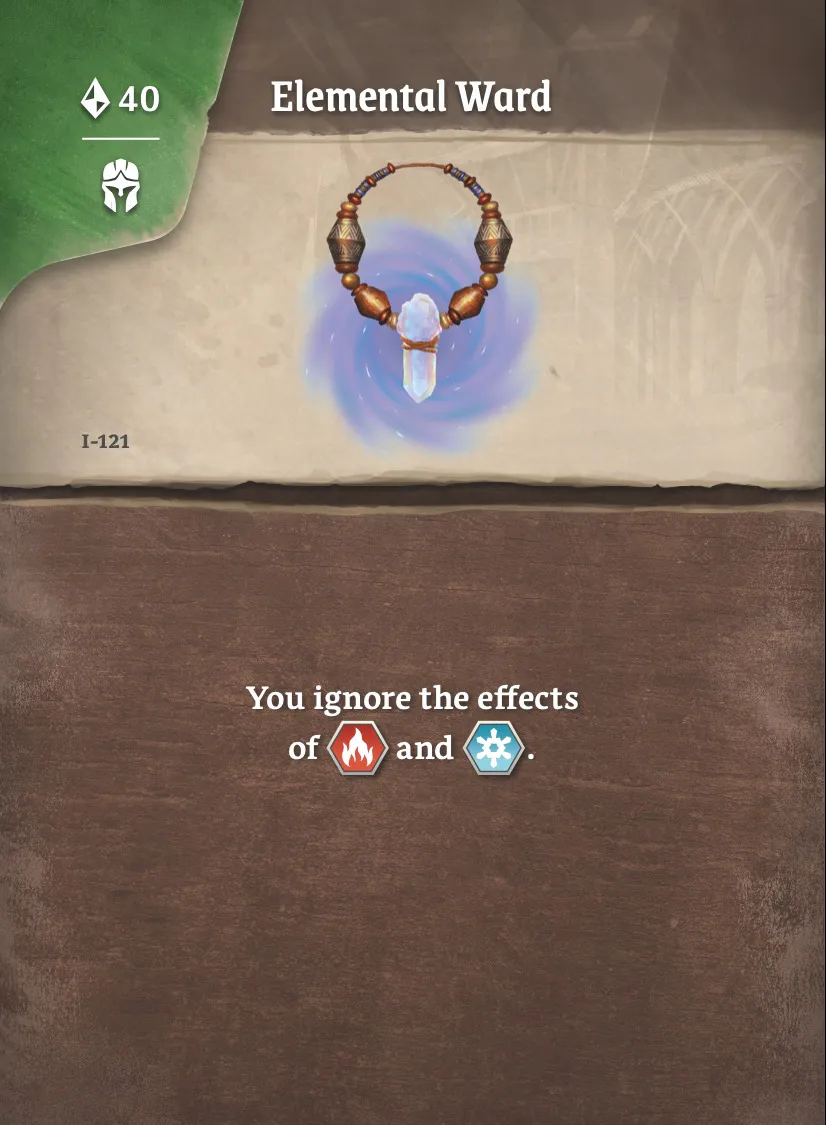 40
Elemental Ward
I-121
You ignore the effects
of and .